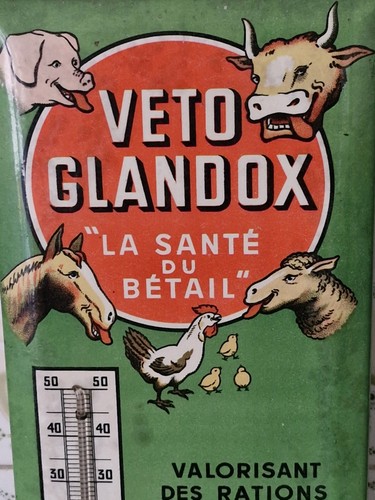 VETO
GLANDOX
"LA SANTÉ
DU
BÉTAIL"
50 50
40 40
30 30
VALORISANT
DES RATIONS